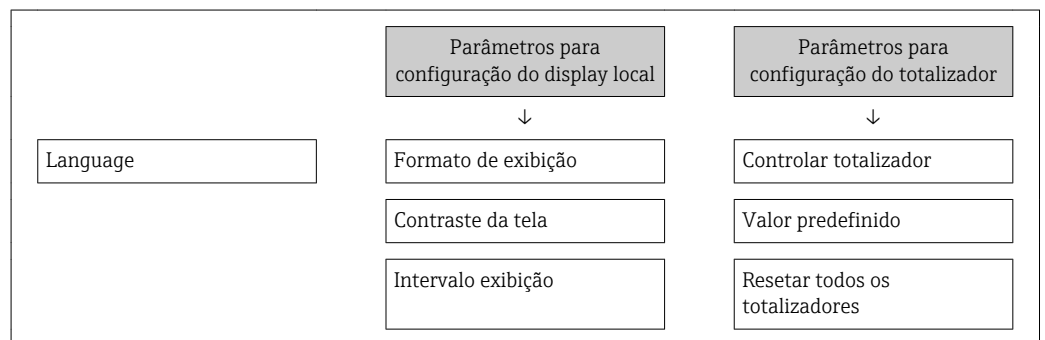 Parâmetros para
configuração do display local
Parâmetros para
configuração do totalizador
↓
↓
Language
Formato de exibição
Controlar totalizador
Contraste da tela
Valor predefinido
Intervalo exibição
Resetar todos os
totalizadores